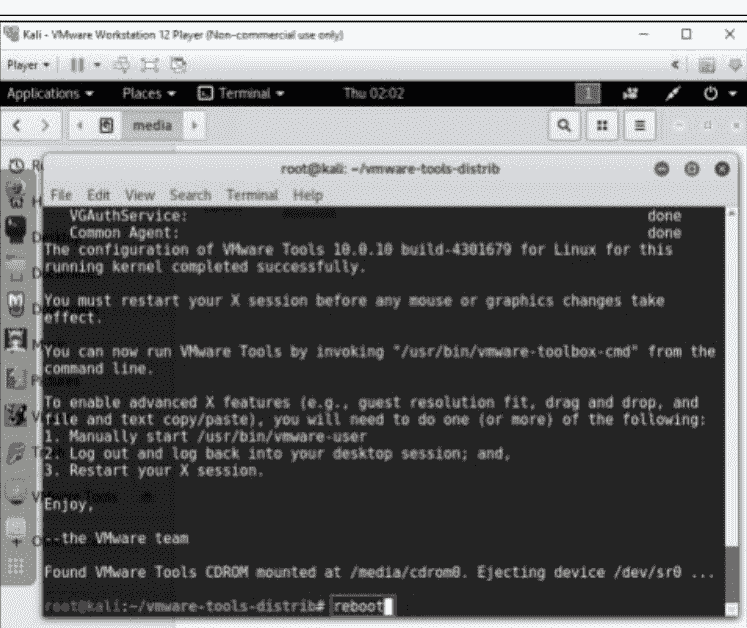 Kali - VMware Workstation 12 Player (Non-commercial use only)
Player
Applications Places Terminal Thu 02:02 1
media
root@kali: ~/vmware-tools-distrib
File Edit View Search Terminal Help
VGAuthService: done
Common Agent: done
The configuration of VMware Tools 10.0.10 build-4301679 for Linux for this
running kernel completed successfully.
You must restart your X session before any mouse or graphics changes take
effect.
You can now run VMware Tools by invoking "/usr/bin/vmware-toolbox-cmd" from the
command line.
To enable advanced X features (e.g., guest resolution fit, drag and drop, and
file and text copy/paste), you will need to do one (or more) of the following:
1. Manually start /usr/bin/vmware-user
2. Log out and log back into your desktop session; and,
3. Restart your X session.
Enjoy,
--the VMware team
Found VMware Tools CDROM mounted at /media/cdrom0. Ejecting device /dev/sr0 ...
root@kali:~/vmware-tools-distrib# reboot